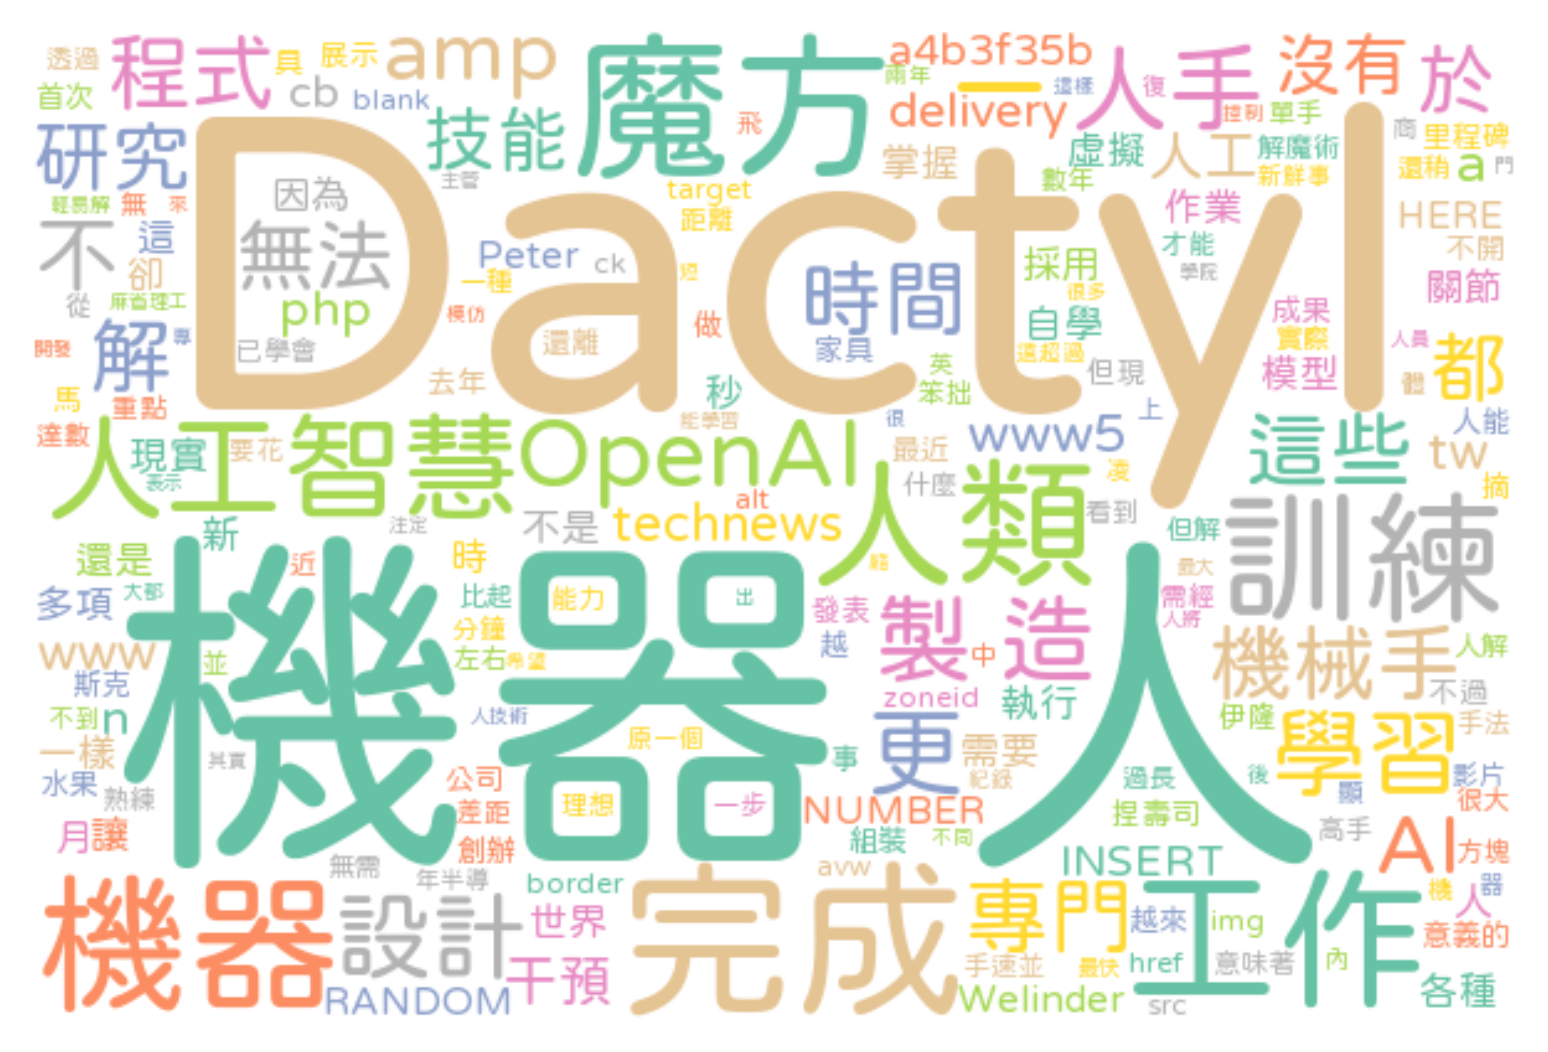 透過 程式 具 展示 amp 魔方 a4b3f35b 人手 沒有 於
首次 cb blank 兩年 一 這樣 復
研究 技能 飛 delivery 控制 單手 商 里程碑
Dactyl
因為 主管 target 掌握 虛擬 人工 解魔術 還稍 a 門
輕易解 無 來 數年 新鮮事
不 這 無法 距離 作業 HERE
卻 Peter ck 時間 採用 才能 不開
從 麻省理工 php 一種 短 很多 學院 關節
解 專 模仿 做 自學 成果
開發 已學會 還離 家具 遠超過 實際 人員 都
去年 秒 英 但現 模型 體
馬 重點 笨拙
達數 能學習 很 www5 上 人能
人工智慧 現實 要花 OpenAI 最近 這些 tw
表示 alt 人類 什麼 凌 摘
新 注定 不是 technews 看到 但解 訓練
還是 近 時 最大
多項 大都 機器人 比起 能力 出 發表 製造 需經
分鐘 人將
www 並 左右 希望 越 中 機械手 人解
斯克 zoneid 執行 不過
不到 n 人技術 伊隆 手法
一樣 其實 原一個 事 更 需要 學習
水果 熟練 公司 紀錄 過長 後 影片
月 讓 差距 理想 一步 NUMBER 捏壽司 顯 很大
創辦 組裝 不同 高手 AI 方塊
無需 年半導 avw INSERT
機器 設計 border 完成 專門 工作 機 器
世界 越來 img 人
干預 手速並 最快 href 意味著 內 意義的
RANDOM Welinder src 各種